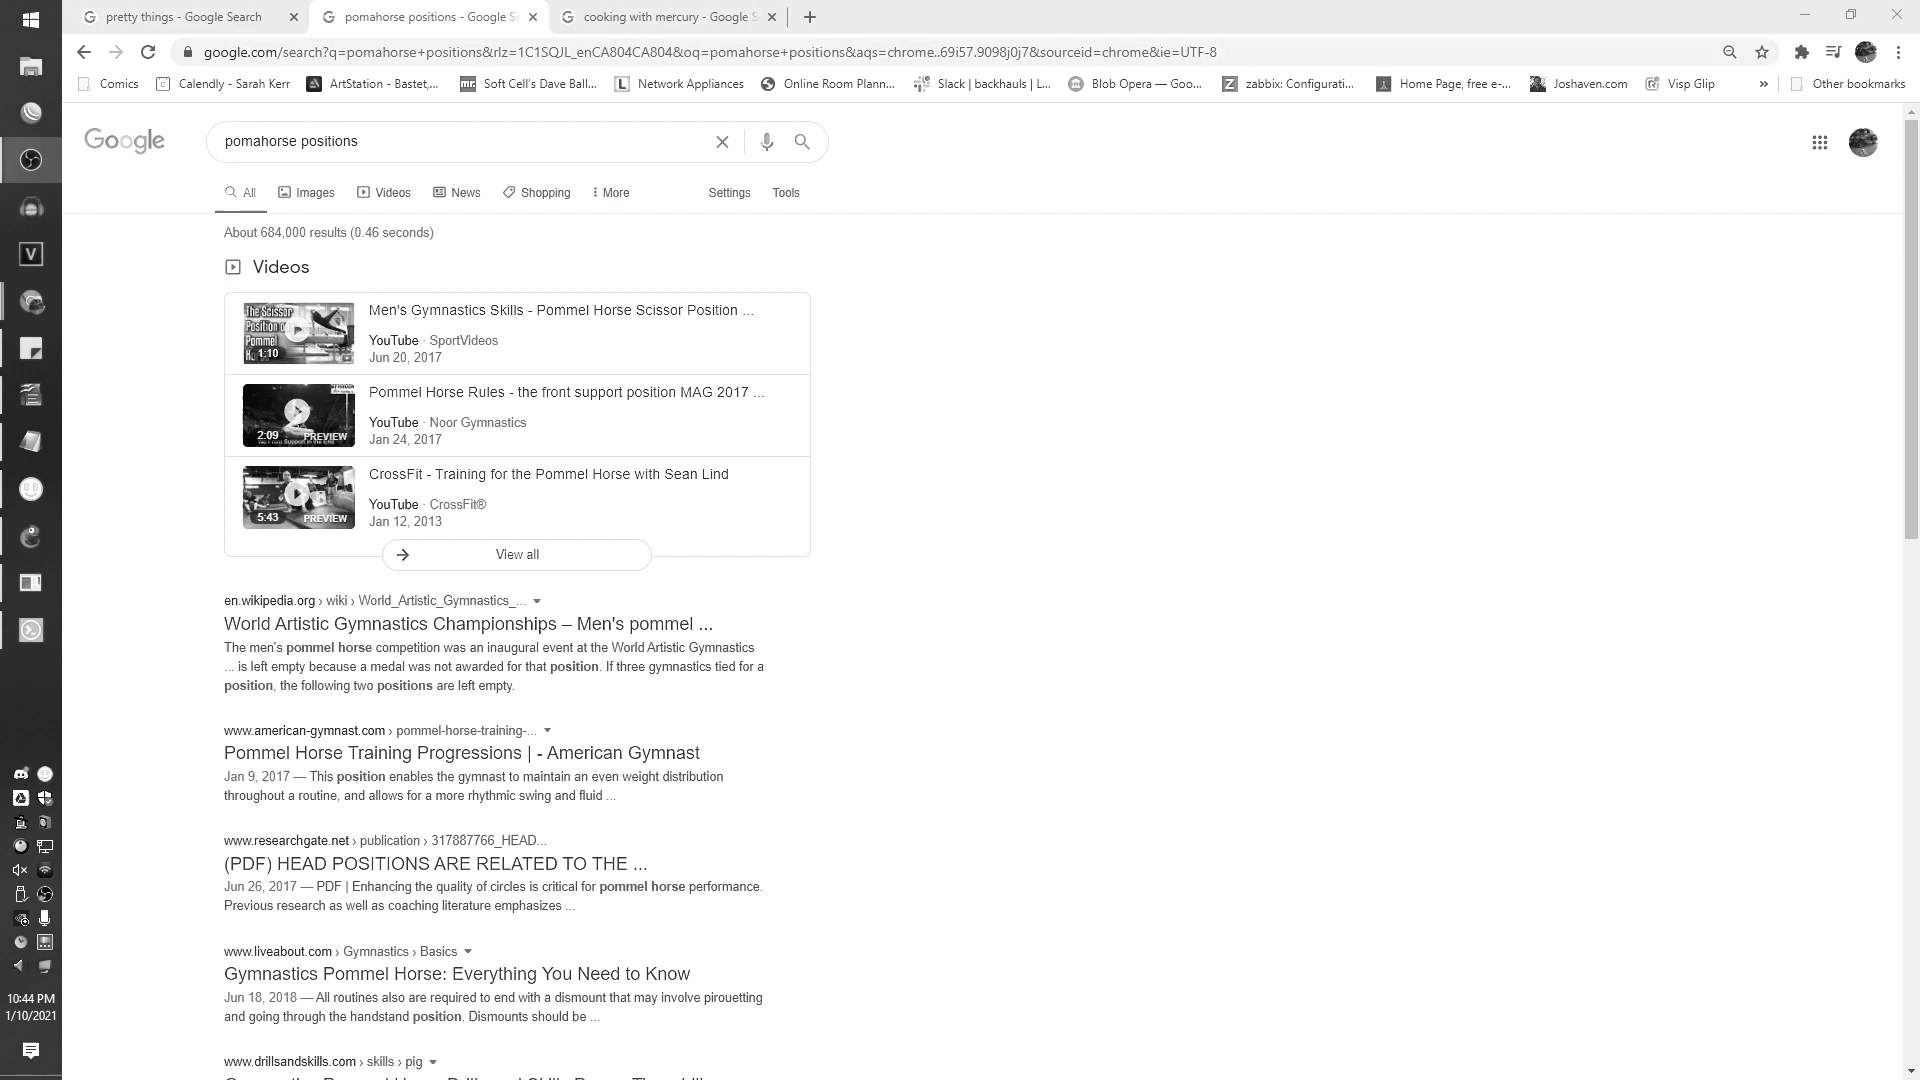 pretty things - Google Search
pomahorse positions - Google S
cooking with mercury - Google S
google.com/search?q=pomahorse+positions&rlz=1C1SQJL_enCA804CA804&oq=pomahorse+positions&aqs=chrome..69i57.9098j0j7&sourceid=chrome&ie=UTF-8
Comics
Calendly - Sarah Kerr
ArtStation - Bastet,...
Soft Cell's Dave Ball...
Network Appliances
Online Room Plann...
Slack | backhauls | L...
Blob Opera — Goo...
zabbix: Configurati...
Home Page, free e-...
Joshaven.com
Visp Glip
»
Other bookmarks
Google
pomahorse positions
All
Images
Videos
News
Shopping
More
Settings
Tools
About 684,000 results (0.46 seconds)
Videos
The Scissor
Position o
Pommel
1:10
Men's Gymnastics Skills - Pommel Horse Scissor Position ...
YouTube · SportVideos
Jun 20, 2017
2:09
PREVIEW
Pommel Horse Rules - the front support position MAG 2017 ...
YouTube · Noor Gymnastics
Jan 24, 2017
5:43
PREVIEW
CrossFit - Training for the Pommel Horse with Sean Lind
YouTube · CrossFit®
Jan 12, 2013
View all
en.wikipedia.org › wiki › World_Artistic_Gymnastics_...
World Artistic Gymnastics Championships – Men's pommel ...
The men's pommel horse competition was an inaugural event at the World Artistic Gymnastics
... is left empty because a medal was not awarded for that position. If three gymnastics tied for a
position, the following two positions are left empty.
www.american-gymnast.com › pommel-horse-training-...
Pommel Horse Training Progressions | - American Gymnast
Jan 9, 2017 — This position enables the gymnast to maintain an even weight distribution
throughout a routine, and allows for a more rhythmic swing and fluid ...
www.researchgate.net › publication › 317887766_HEAD...
(PDF) HEAD POSITIONS ARE RELATED TO THE ...
Jun 26, 2017 — PDF | Enhancing the quality of circles is critical for pommel horse performance.
Previous research as well as coaching literature emphasizes ...
www.liveabout.com › Gymnastics › Basics
Gymnastics Pommel Horse: Everything You Need to Know
Jun 18, 2018 — All routines also are required to end with a dismount that may involve pirouetting
and going through the handstand position. Dismounts should be ...
www.drillsandskills.com › skills › pig
10:44 PM
1/10/2021